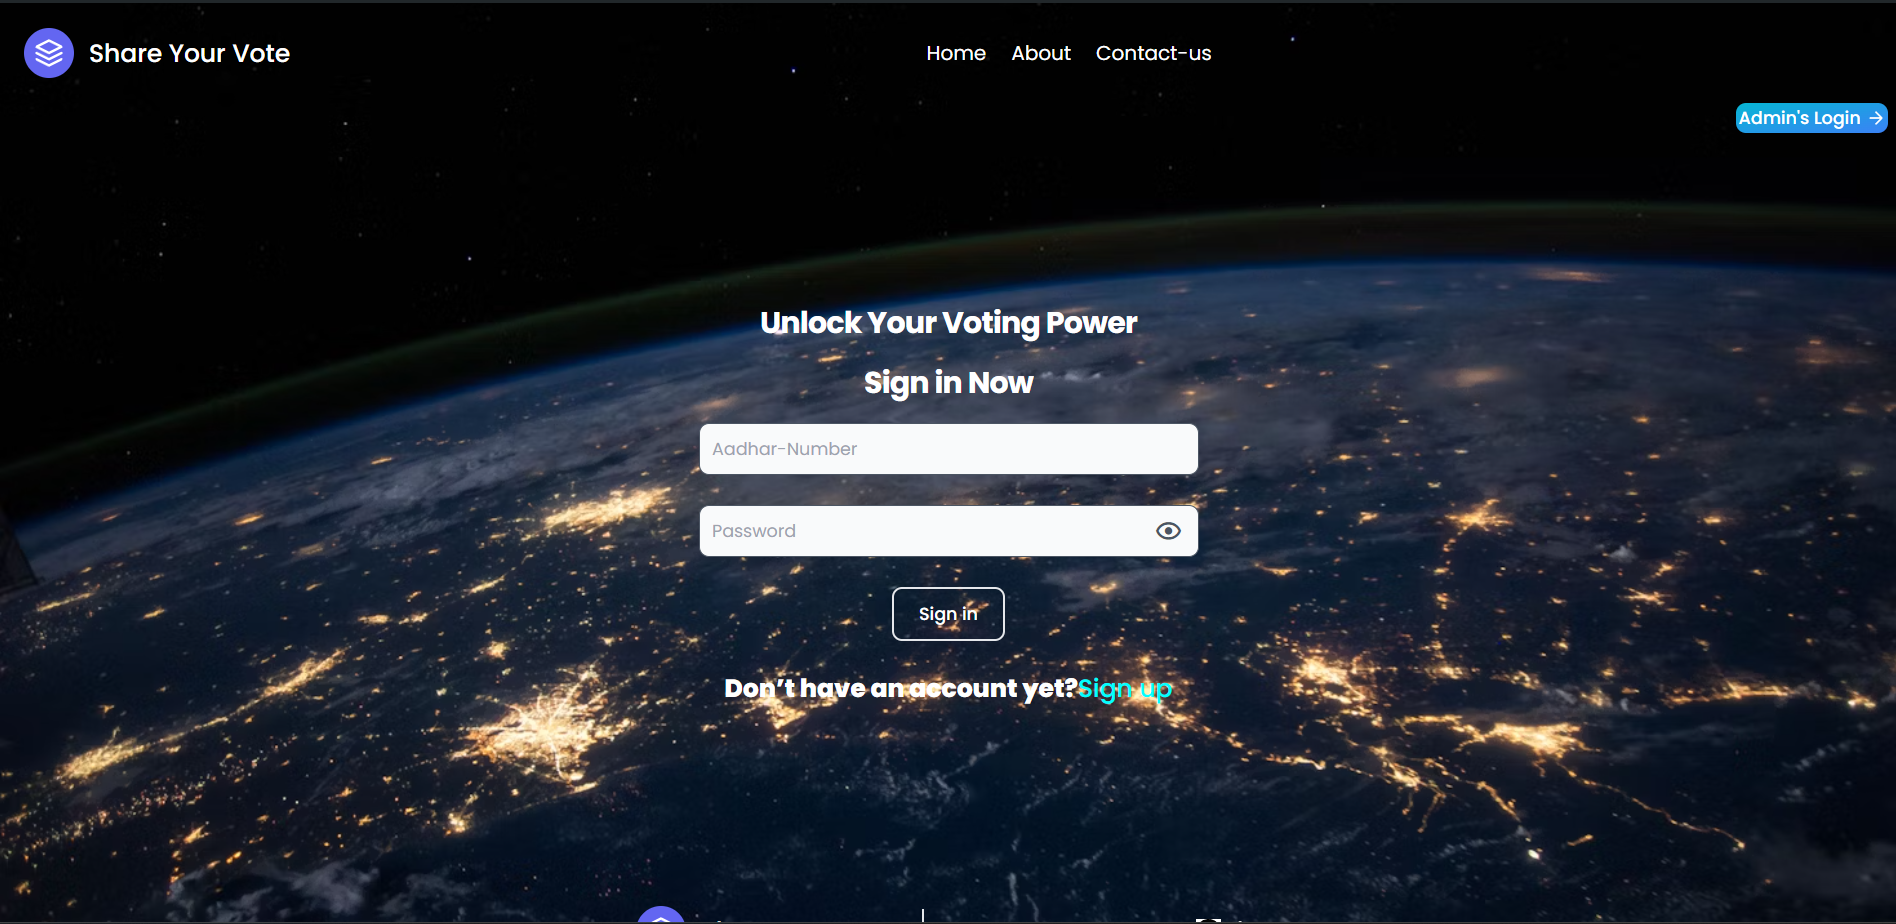 Share Your Vote
Home About Contact-us
Admin's Login →
Unlock Your Voting Power
Sign in Now
Aadhar-Number
Password
Sign in
Don’t have an account yet?Sign up